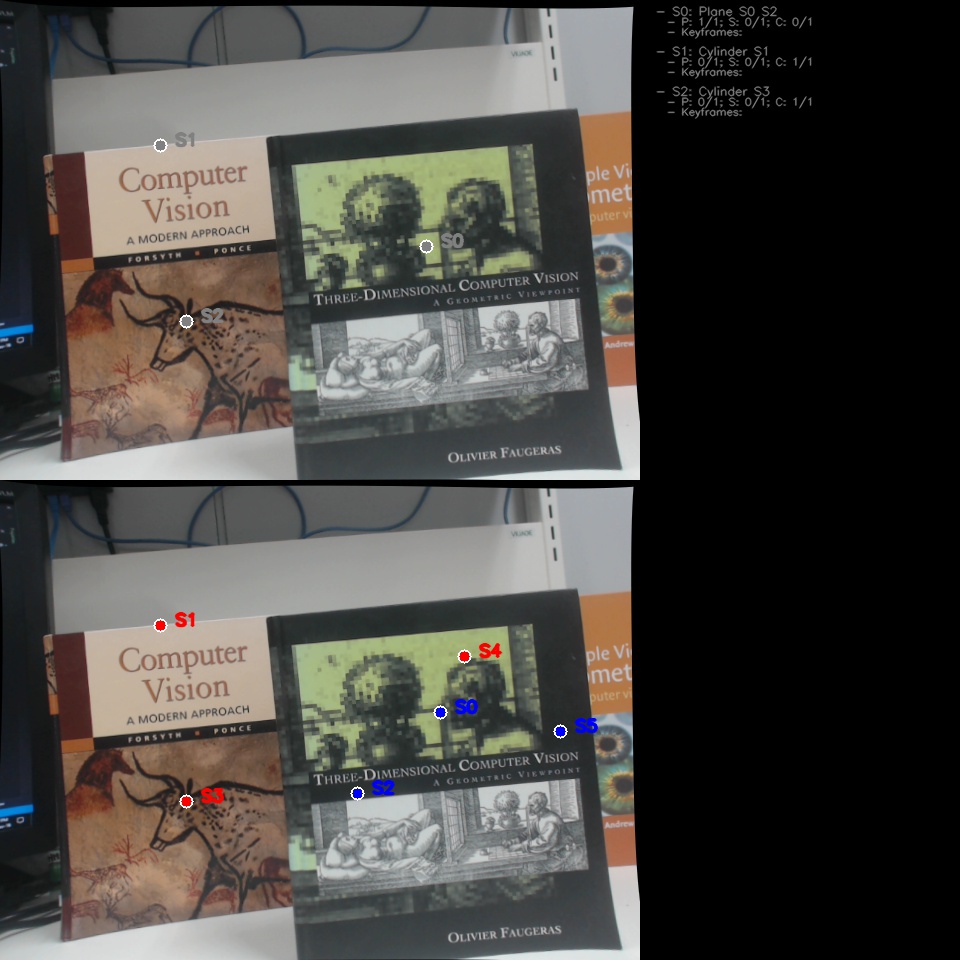 - S0: Plane S0 S2
- P: 1/1; S: 0/1; C: 0/1
- Keyframes:
- S1: Cylinder S1
- P: 0/1; S: 0/1; C: 1/1
- Keyframes:
- S2: Cylinder S3
- P: 0/1; S: 0/1; C: 1/1
- Keyframes:
S1
Computer
Vision
A MODERN APPROACH
FORSYTH PONCE
S2
S0
THREE-DIMENSIONAL COMPUTER VISION
A GEOMETRIC VIEWPOINT
OLIVIER FAUGERAS
ple Vi
omet
puter vi
Andrew
S1
Computer
Vision
A MODERN APPROACH
FORSYTH PONCE
S3
S4
S0
S5
S2
THREE-DIMENSIONAL COMPUTER VISION
A GEOMETRIC VIEWPOINT
OLIVIER FAUGERAS
ple Vi
omet
Andrew